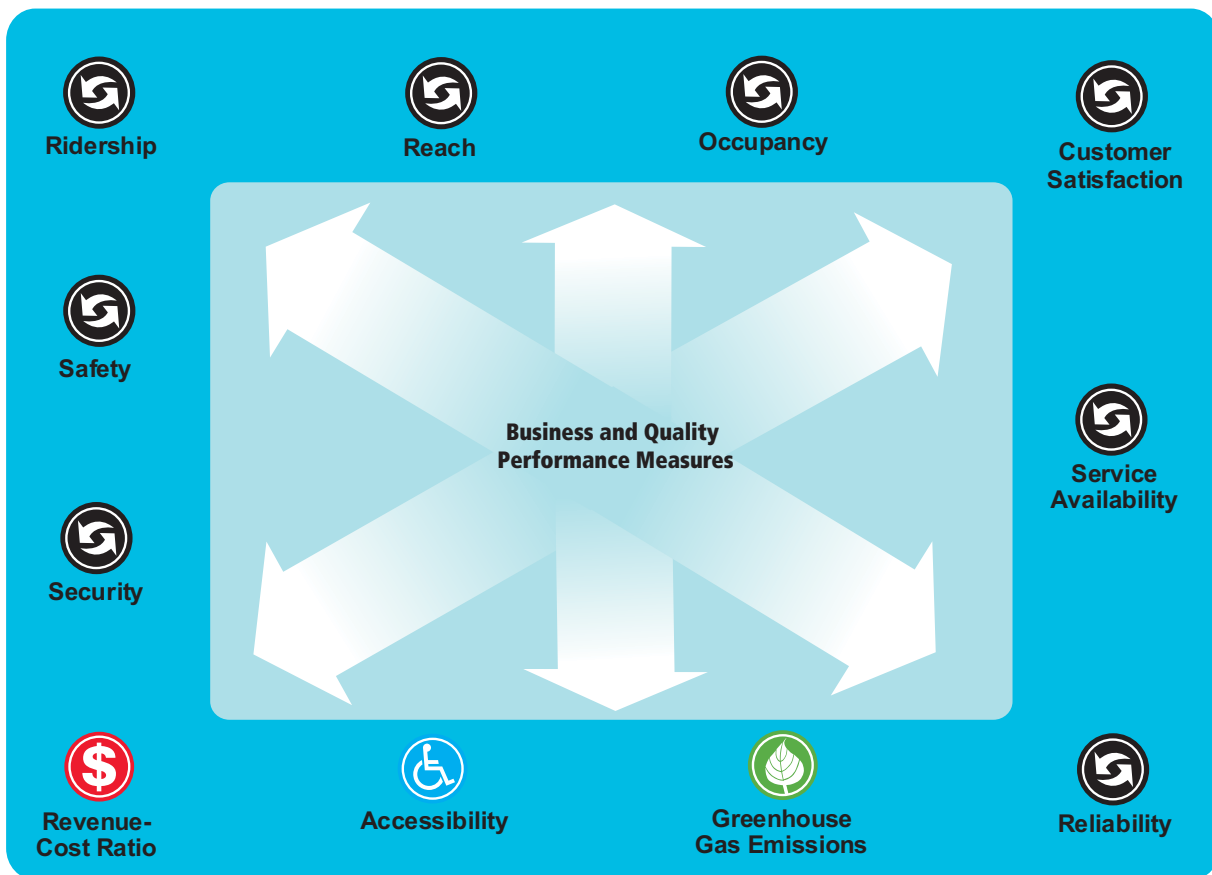 Ridership
Reach
Occupancy
Customer
Satisfaction
Safety
Business and Quality
Performance Measures
Service
Availability
Security
$
Revenue-
Cost Ratio
Accessibility
Greenhouse
Gas Emissions
Reliability